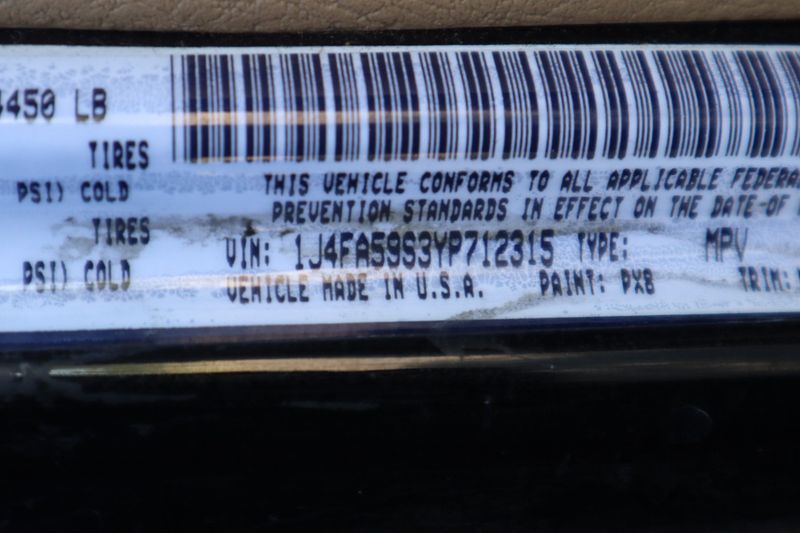 4450 LB
TIRES
PSI) COLD
THIS VEHICLE CONFORMS TO ALL APPLICABLE FEDERA
PREVENTION STANDARDS IN EFFECT ON THE DATE-OF
TIRES
VIN: 1J4FA59S3YP712315 TYPE: MPV
PSI) COLD
VEHICLE MADE IN U.S.A. PAINT: PX8 TRIM: